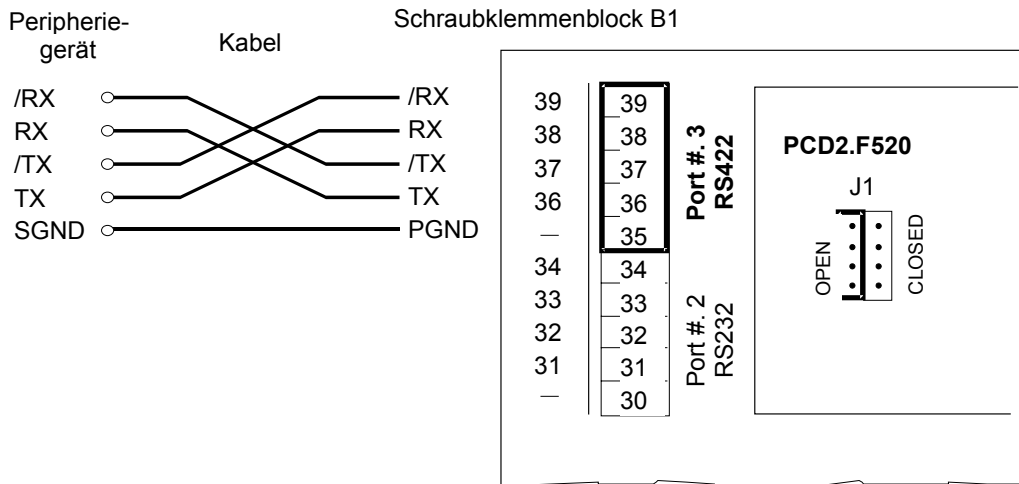 Peripherie-
gerät
Kabel
Schraubklemmenblock B1
/RX
RX
/TX
TX
SGND
/RX
RX
/TX
TX
PGND
39
38
37
36
—
34
33
32
31
—
39
38
37
36
35
34
33
32
31
30
Port #. 3
RS422
Port #. 2
RS232
PCD2.F520
J1
OPEN
CLOSED